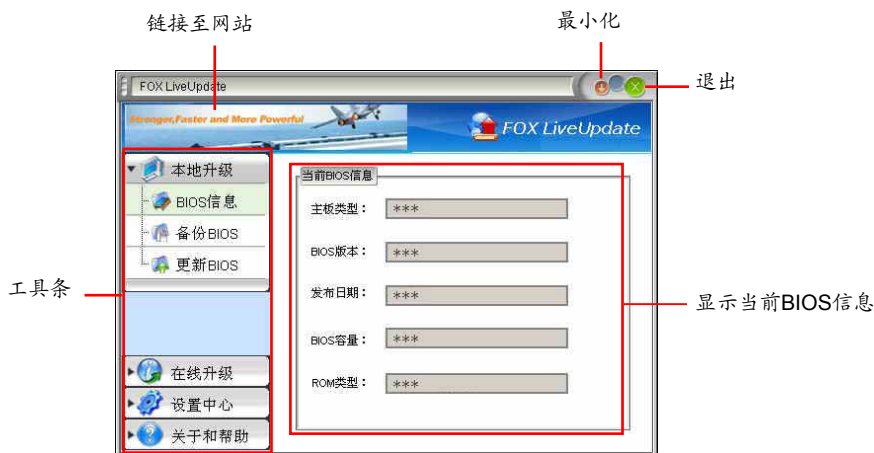 链接至网站
最小化
退出
FOX LiveUpdate
Stronger,Faster and More Powerful
FOX LiveUpdate
本地升级
BIOS信息
备份BIOS
更新BIOS
在线升级
设置中心
关于和帮助
工具条
当前BIOS信息
主板类型： ***
BIOS版本： ***
发布日期： ***
BIOS容量： ***
ROM类型： ***
显示当前BIOS信息